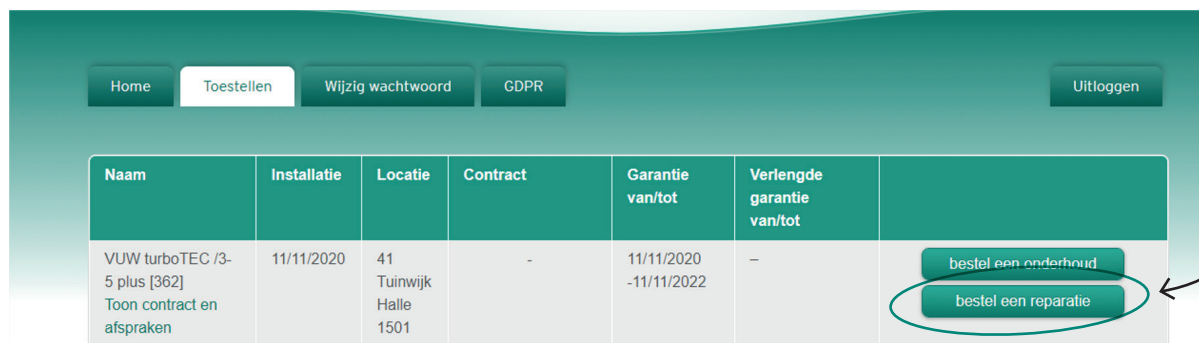 Home Toestellen Wijzig wachtwoord GDPR Uitloggen
Naam Installatie Locatie Contract Garantie van/tot Verlengde garantie van/tot
VUW turboTEC /3-
5 plus [362]
Toon contract en
afspraken
11/11/2020
41
Tuinwijk
Halle
1501
-
11/11/2020
-11/11/2022
–
bestel een onderhoud
bestel een reparatie